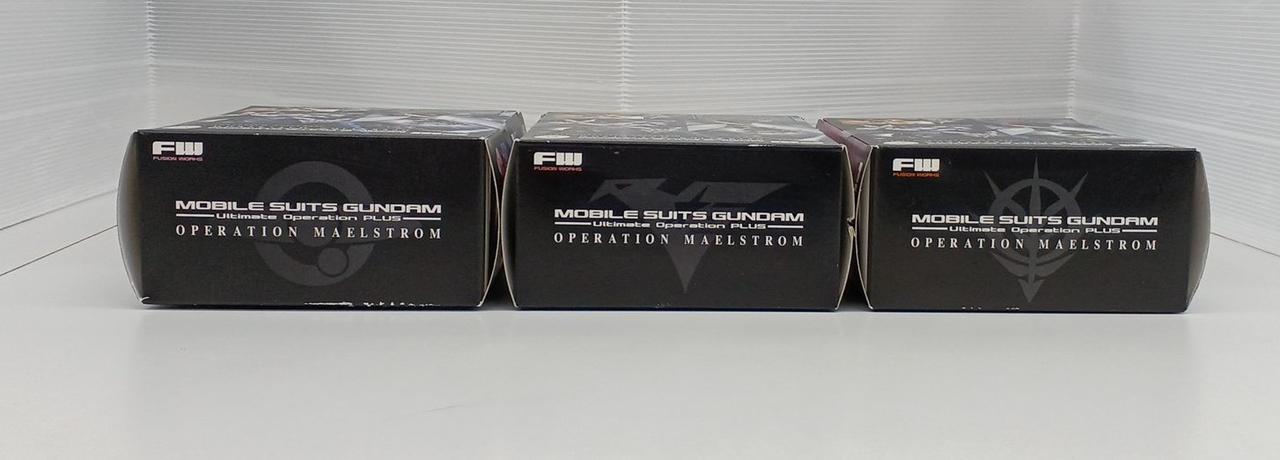 FW
FUSION WORKS
MOBILE SUITS GUNDAM
Ultimate Operation PLUS
OPERATION MAELSTROM
FW
FUSION WORKS
MOBILE SUITS GUNDAM
Ultimate Operation PLUS
OPERATION MAELSTROM
FW
FUSION WORKS
MOBILE SUITS GUNDAM
Ultimate Operation PLUS
OPERATION MAELSTROM